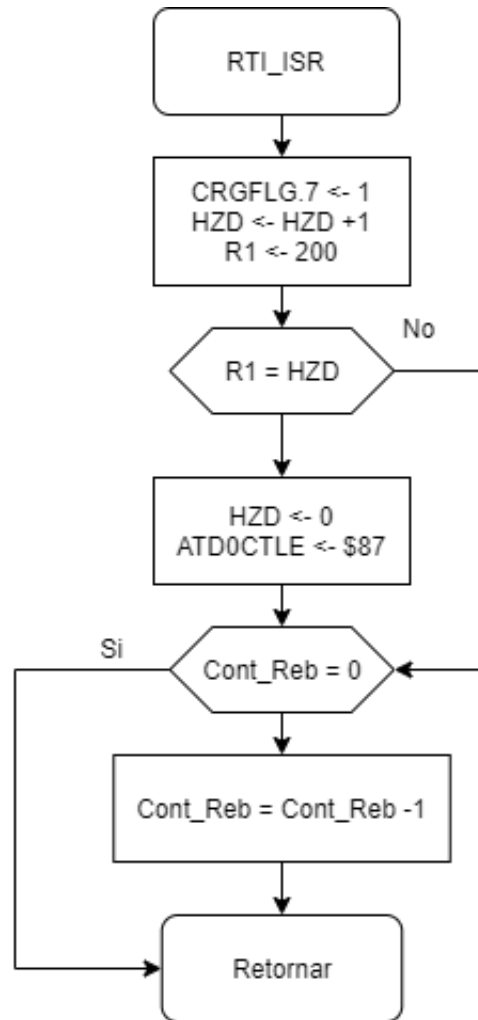 RTI_ISR
CRGFLG.7 <- 1
HZD <- HZD +1
R1 <- 200
No
R1 = HZD
HZD <- 0
ATD0CTLE <- $87
Si
Cont_Reb = 0
Cont_Reb = Cont_Reb -1
Retornar